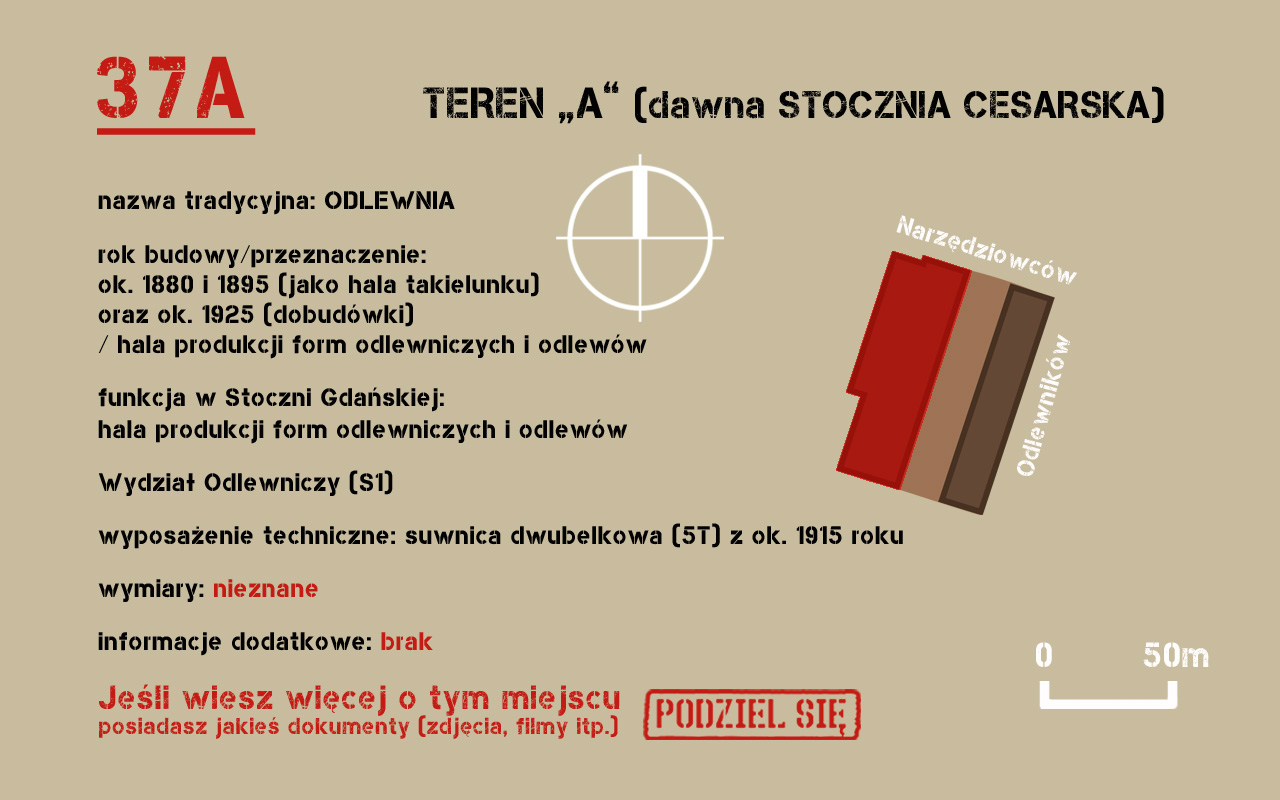 37A
TEREN „A“ (dawna STOCZNIA CESARSKA)
nazwa tradycyjna: ODLEWNIA
rok budowy/przeznaczenie:
ok. 1880 i 1895 (jako hala takielunku)
oraz ok. 1925 (dobudówki)
/ hala produkcji form odlewniczych i odlewów
funkcja w Stoczni Gdańskiej:
hala produkcji form odlewniczych i odlewów
Wydział Odlewniczy (S1)
wyposażenie techniczne: suwnica dwubelkowa (5T) z ok. 1915 roku
wymiary: nieznane
informacje dodatkowe: brak
Jeśli wiesz więcej o tym miejscu
posiadasz jakieś dokumenty (zdjęcia, filmy itp.)
PODZIEL SIĘ
Narzędziowców
Odlewników
0 50m